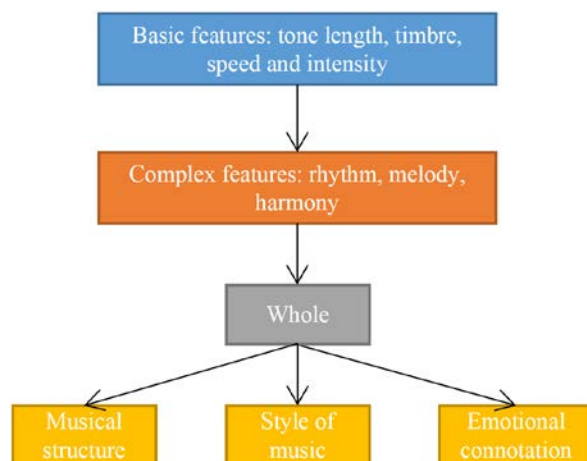 Basic features: tone length, timbre,
speed and intensity
Complex features: rhythm, melody,
harmony
Whole
Musical
structure
Style of
music
Emotional
connotation